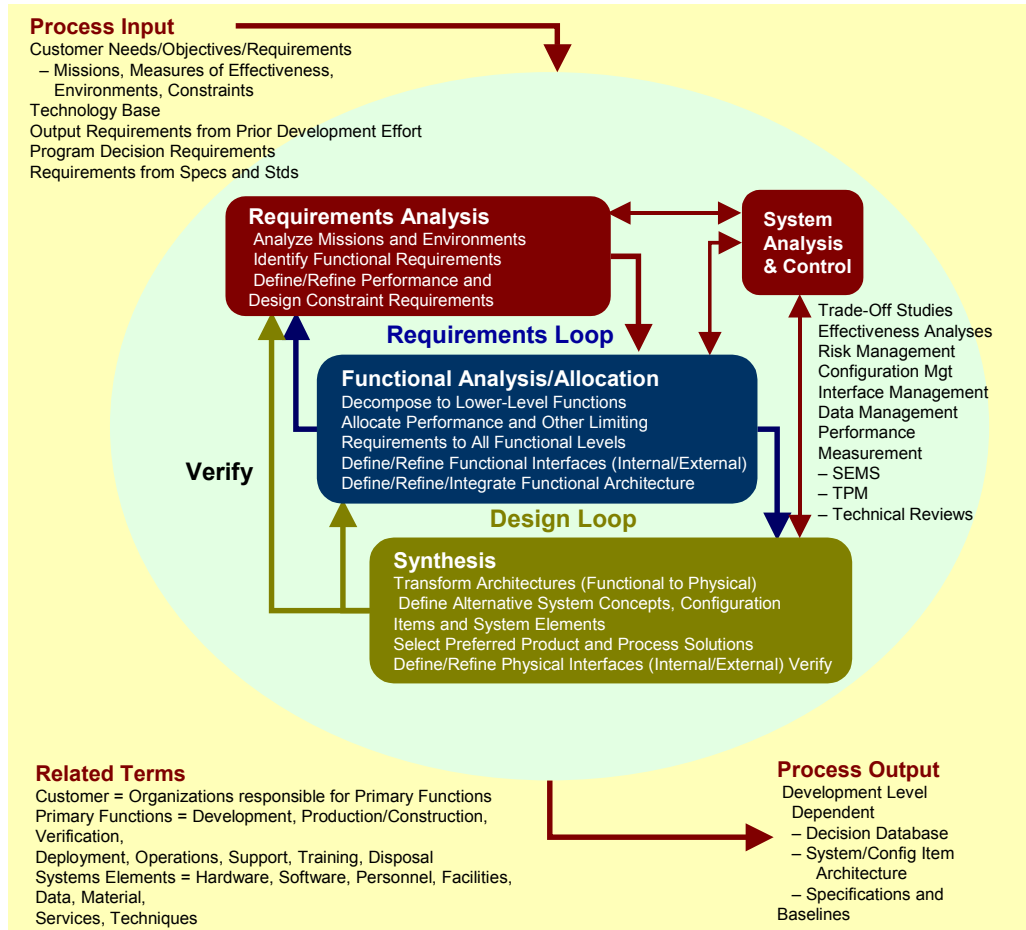 Process Input
Customer Needs/Objectives/Requirements
– Missions, Measures of Effectiveness,
Environments, Constraints
Technology Base
Output Requirements from Prior Development Effort
Program Decision Requirements
Requirements from Specs and Stds
Requirements Analysis
Analyze Missions and Environments
Identify Functional Requirements
Define/Refine Performance and
Design Constraint Requirements
System
Analysis
& Control
Trade-Off Studies
Effectiveness Analyses
Risk Management
Configuration Mgt
Interface Management
Data Management
Performance
Measurement
– SEMS
– TPM
– Technical Reviews
Requirements Loop
Functional Analysis/Allocation
Decompose to Lower-Level Functions
Allocate Performance and Other Limiting
Requirements to All Functional Levels
Define/Refine Functional Interfaces (Internal/External)
Define/Refine/Integrate Functional Architecture
Verify
Design Loop
Synthesis
Transform Architectures (Functional to Physical)
Define Alternative System Concepts, Configuration
Items and System Elements
Select Preferred Product and Process Solutions
Define/Refine Physical Interfaces (Internal/External) Verify
Related Terms
Customer = Organizations responsible for Primary Functions
Primary Functions = Development, Production/Construction,
Verification,
Deployment, Operations, Support, Training, Disposal
Systems Elements = Hardware, Software, Personnel, Facilities,
Data, Material,
Services, Techniques
Process Output
Development Level
Dependent
– Decision Database
– System/Config Item
Architecture
– Specifications and
Baselines